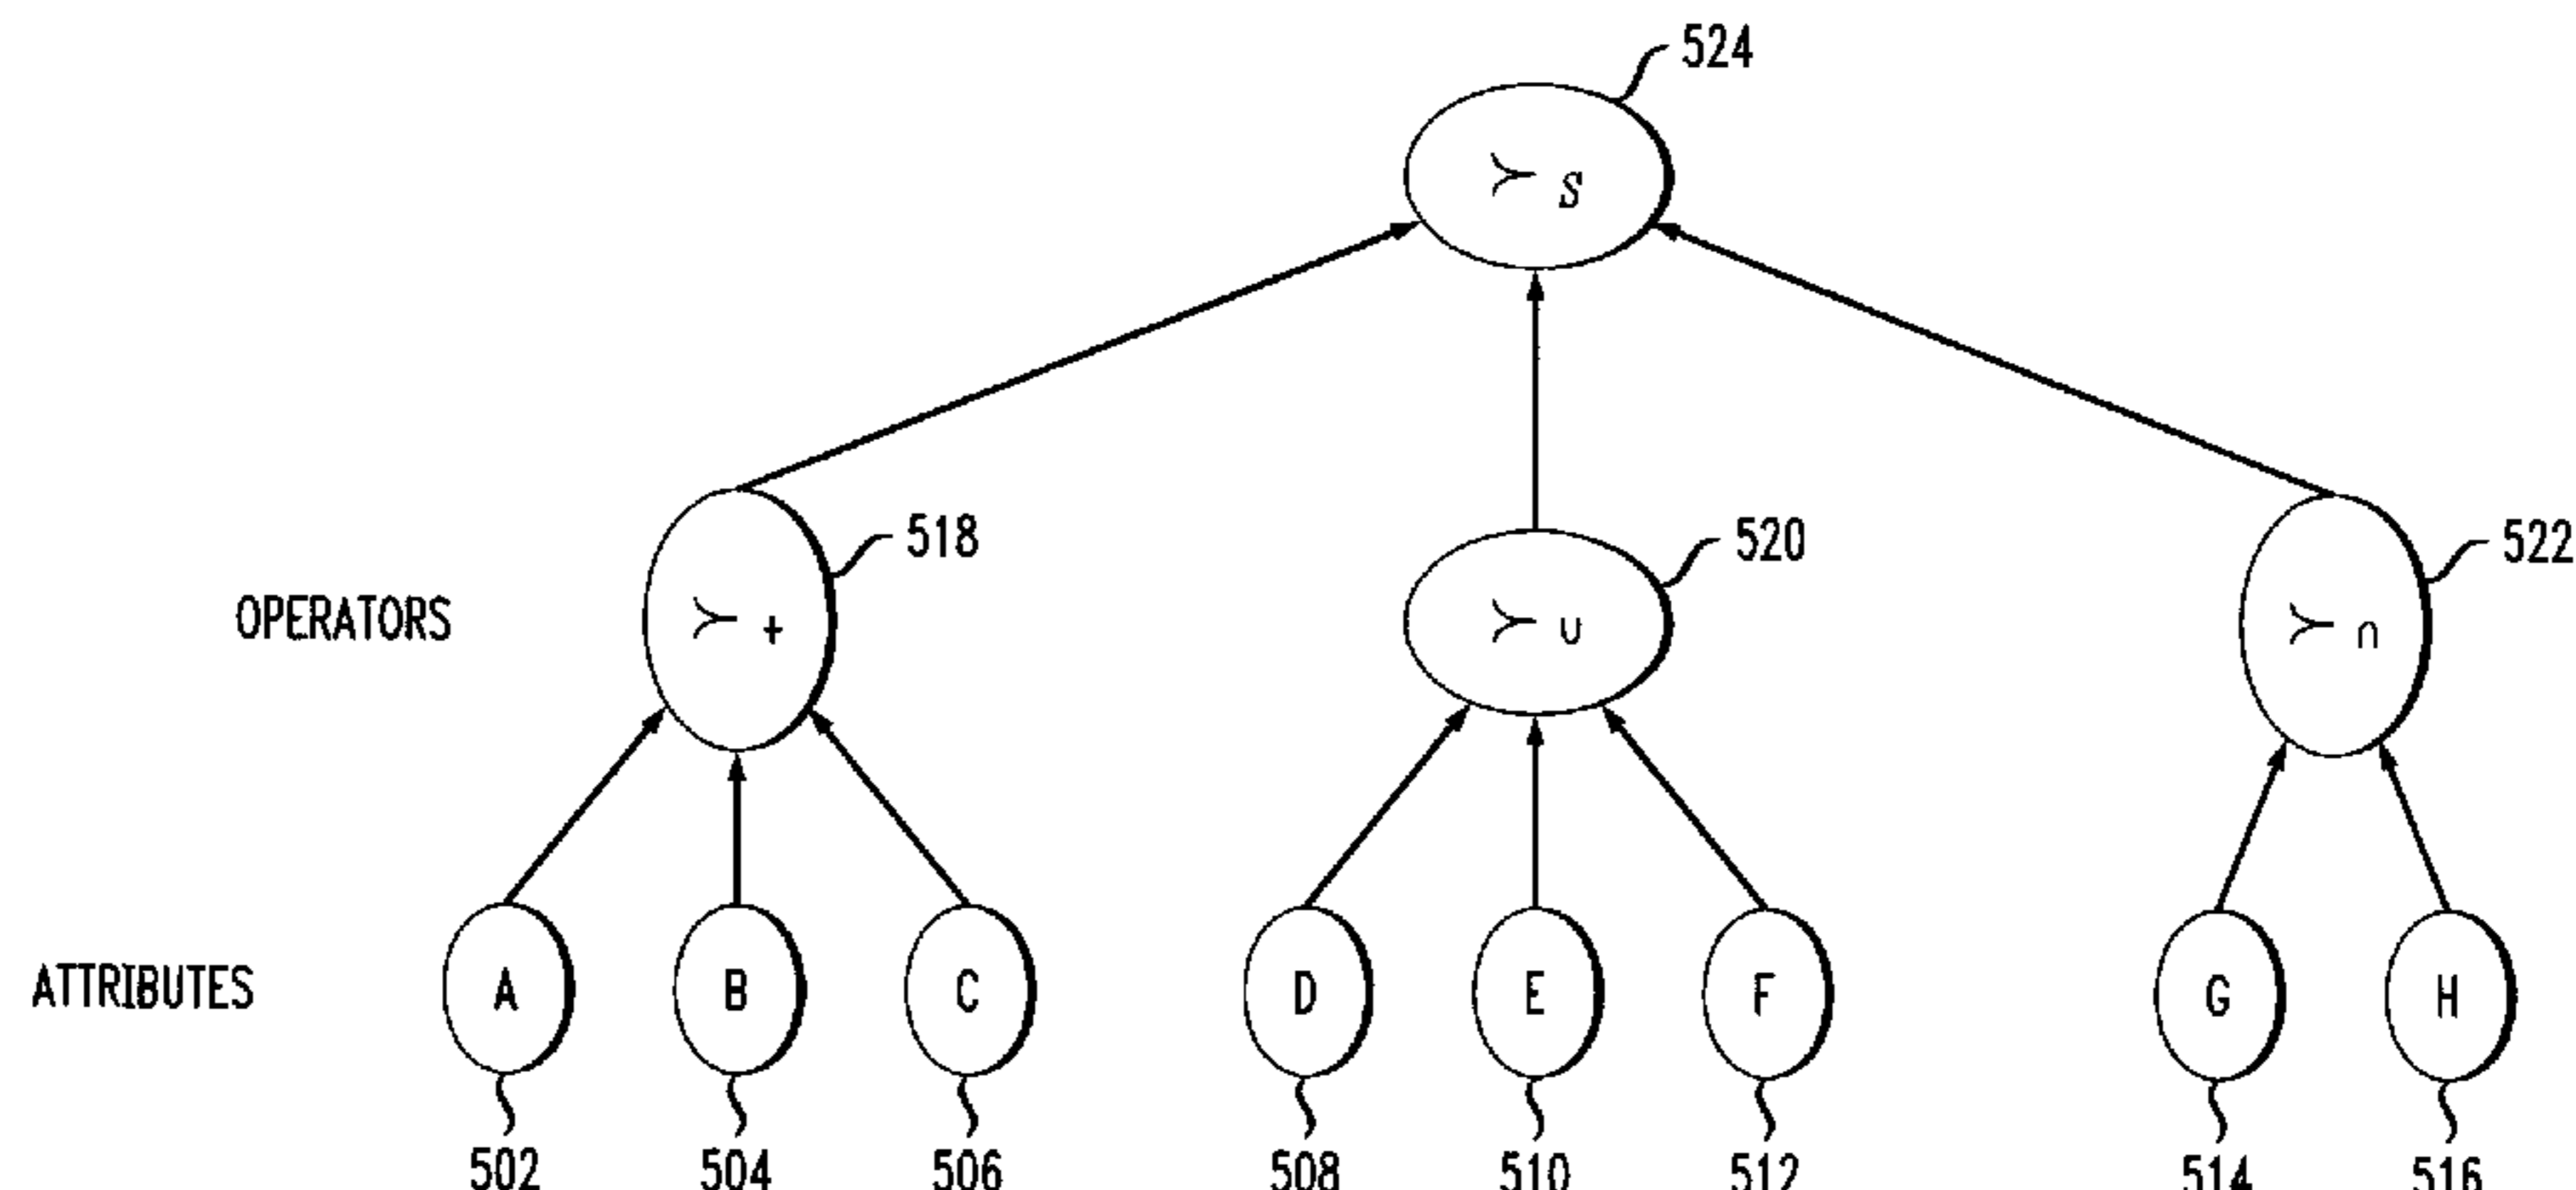 524
≻ S
518
520
522
OPERATORS
≻ +
≻ ∪
≻ ∩
ATTRIBUTES
A
B
C
D
E
F
G
H
502
504
506
508
510
512
514
516